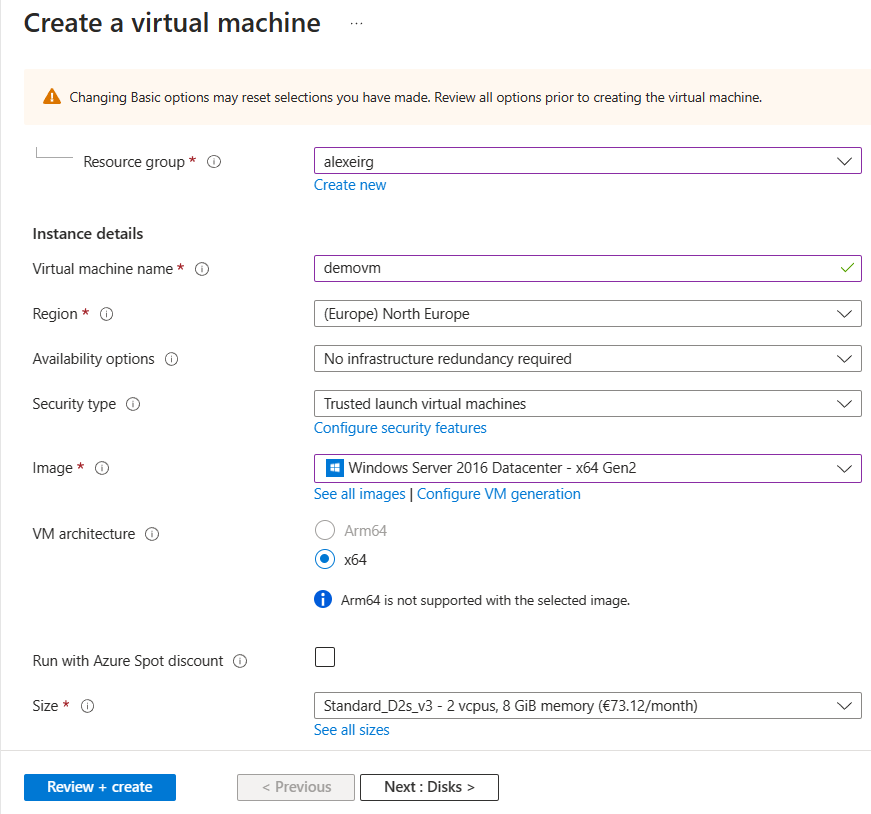 Create a virtual machine ...
Changing Basic options may reset selections you have made. Review all options prior to creating the virtual machine.
Resource group * alexeirg
Create new
Instance details
Virtual machine name * demovm
Region * (Europe) North Europe
Availability options No infrastructure redundancy required
Security type Trusted launch virtual machines
Configure security features
Image * Windows Server 2016 Datacenter - x64 Gen2
See all images | Configure VM generation
VM architecture Arm64
x64
Arm64 is not supported with the selected image.
Run with Azure Spot discount
Size * Standard_D2s_v3 - 2 vcpus, 8 GiB memory (€73.12/month)
See all sizes
Review + create < Previous Next : Disks >